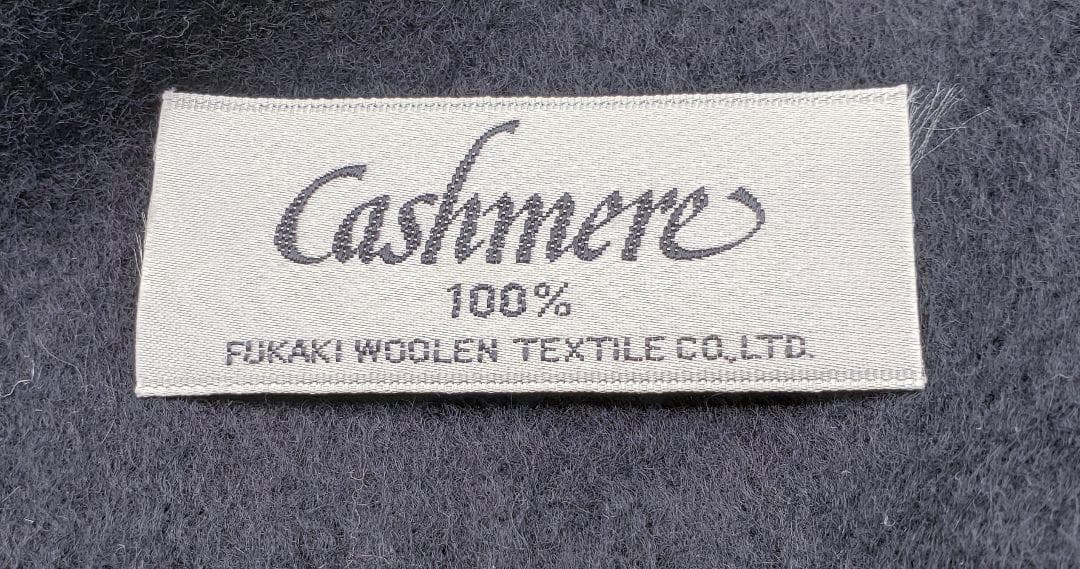 Cashmere
100%
FUKAKI WOOLEN TEXTILE CO.,LTD.